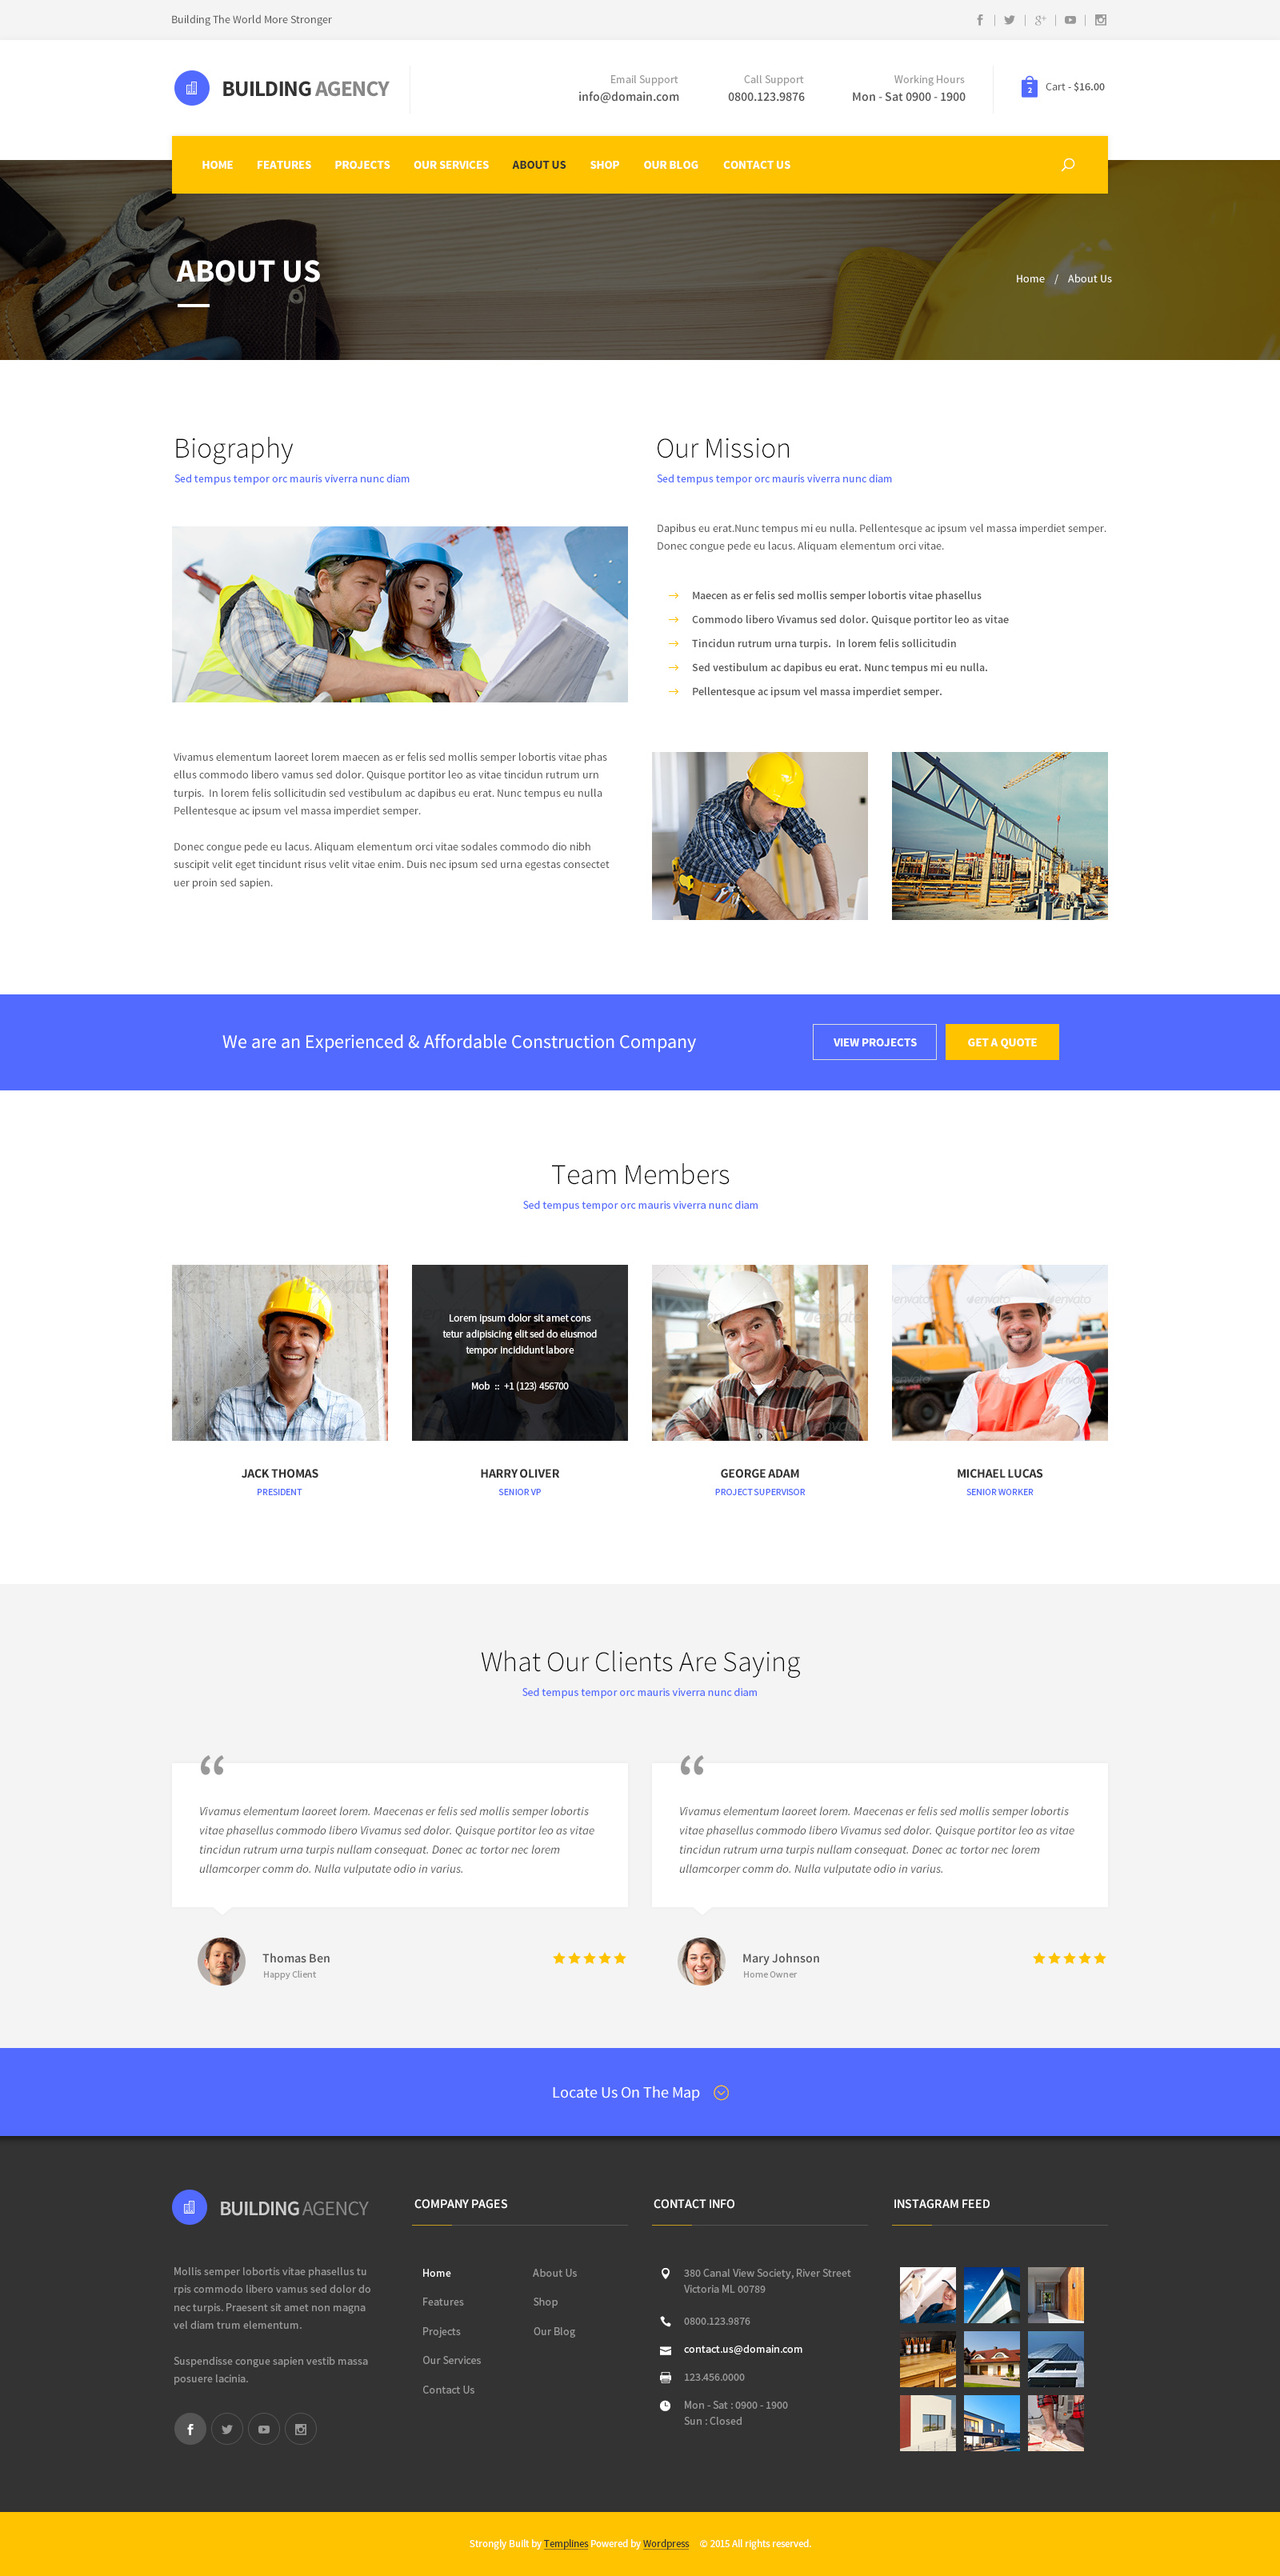 Building The World More Stronger
BUILDING AGENCY
Email Support
info@domain.com
Call Support
0800.123.9876
Working Hours
Mon - Sat 0900 - 1900
2
Cart - $16.00
HOME FEATURES PROJECTS OUR SERVICES ABOUT US SHOP OUR BLOG CONTACT US
ABOUT US
Home / About Us
Biography
Sed tempus tempor orc mauris viverra nunc diam
Vivamus elementum laoreet lorem maecen as er felis sed mollis semper lobortis vitae phas
ellus commodo libero vamus sed dolor. Quisque portitor leo as vitae tincidun rutrum urn
turpis. In lorem felis sollicitudin sed vestibulum ac dapibus eu erat. Nunc tempus eu nulla
Pellentesque ac ipsum vel massa imperdiet semper.
Donec congue pede eu lacus. Aliquam elementum orci vitae sodales commodo dio nibh
suscipit velit eget tincidunt risus velit vitae enim. Duis nec ipsum sed urna egestas consectet
uer proin sed sapien.
Our Mission
Sed tempus tempor orc mauris viverra nunc diam
Dapibus eu erat.Nunc tempus mi eu nulla. Pellentesque ac ipsum vel massa imperdiet semper.
Donec congue pede eu lacus. Aliquam elementum orci vitae.
Maecen as er felis sed mollis semper lobortis vitae phasellus
Commodo libero Vivamus sed dolor. Quisque portitor leo as vitae
Tincidun rutrum urna turpis. In lorem felis sollicitudin
Sed vestibulum ac dapibus eu erat. Nunc tempus mi eu nulla.
Pellentesque ac ipsum vel massa imperdiet semper.
We are an Experienced & Affordable Construction Company
VIEW PROJECTS
GET A QUOTE
Team Members
Sed tempus tempor orc mauris viverra nunc diam
Lorem ipsum dolor sit amet cons
tetur adipisicing elit sed do eiusmod
tempor incididunt labore
Mob :: +1 (123) 456700
envato
envato
envato
JACK THOMAS
PRESIDENT
HARRY OLIVER
SENIOR VP
GEORGE ADAM
PROJECT SUPERVISOR
MICHAEL LUCAS
SENIOR WORKER
What Our Clients Are Saying
Sed tempus tempor orc mauris viverra nunc diam
“
Vivamus elementum laoreet lorem. Maecenas er felis sed mollis semper lobortis
vitae phasellus commodo libero Vivamus sed dolor. Quisque portitor leo as vitae
tincidun rutrum urna turpis nullam consequat. Donec ac tortor nec lorem
ullamcorper comm do. Nulla vulputate odio in varius.
Thomas Ben
Happy Client
“
Vivamus elementum laoreet lorem. Maecenas er felis sed mollis semper lobortis
vitae phasellus commodo libero Vivamus sed dolor. Quisque portitor leo as vitae
tincidun rutrum urna turpis nullam consequat. Donec ac tortor nec lorem
ullamcorper comm do. Nulla vulputate odio in varius.
Mary Johnson
Home Owner
Locate Us On The Map
BUILDING AGENCY
Mollis semper lobortis vitae phasellus tu
rpis commodo libero vamus sed dolor do
nec turpis. Praesent sit amet non magna
vel diam trum elementum.
Suspendisse congue sapien vestib massa
posuere lacinia.
COMPANY PAGES
Home
Features
Projects
Our Services
Contact Us
About Us
Shop
Our Blog
CONTACT INFO
380 Canal View Society, River Street
Victoria ML 00789
0800.123.9876
contact.us@domain.com
123.456.0000
Mon - Sat : 0900 - 1900
Sun : Closed
INSTAGRAM FEED
Strongly Built by Templines Powered by Wordpress © 2015 All rights reserved.